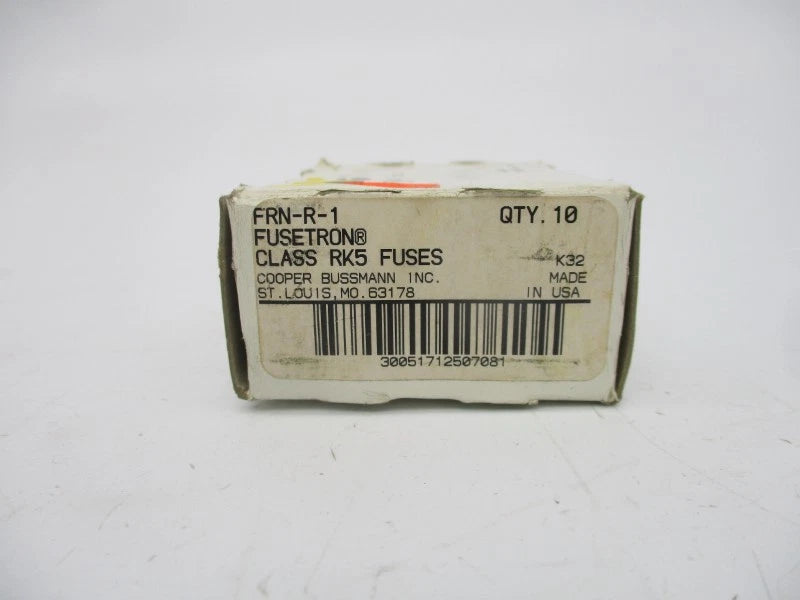 FRN-R-1 QTY. 10
FUSETRON®
CLASS RK5 FUSES K32
COOPER BUSSMANN INC. MADE
ST. LOUIS, MO. 63178 IN USA
30051712507081